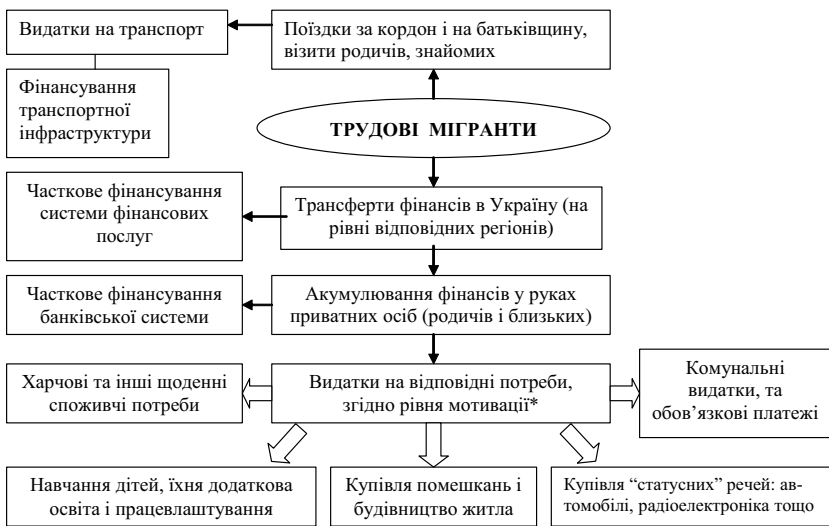 Видатки на транспорт
Поїздки за кордон і на батьківщину,
візити родичів, знайомих
Фінансування
транспортної
інфраструктури
ТРУДОВІ МІГРАНТИ
Часткове фінансування
системи фінансових
послуг
Трансферти фінансів в Україну (на
рівні відповідних регіонів)
Часткове фінансування
банківської системи
Акумулювання фінансів у руках
приватних осіб (родичів і близьких)
Харчові та інші щоденні
споживчі потреби
Видатки на відповідні потреби,
згідно рівня мотивації*
Комунальні
видатки, та
обов’язкові платежі
Навчання дітей, їхня додаткова
освіта і працевлаштування
Купівля помешкань і
будівництво житла
Купівля “статусних” речей: ав-
томобілі, радіоелектроніка тощо